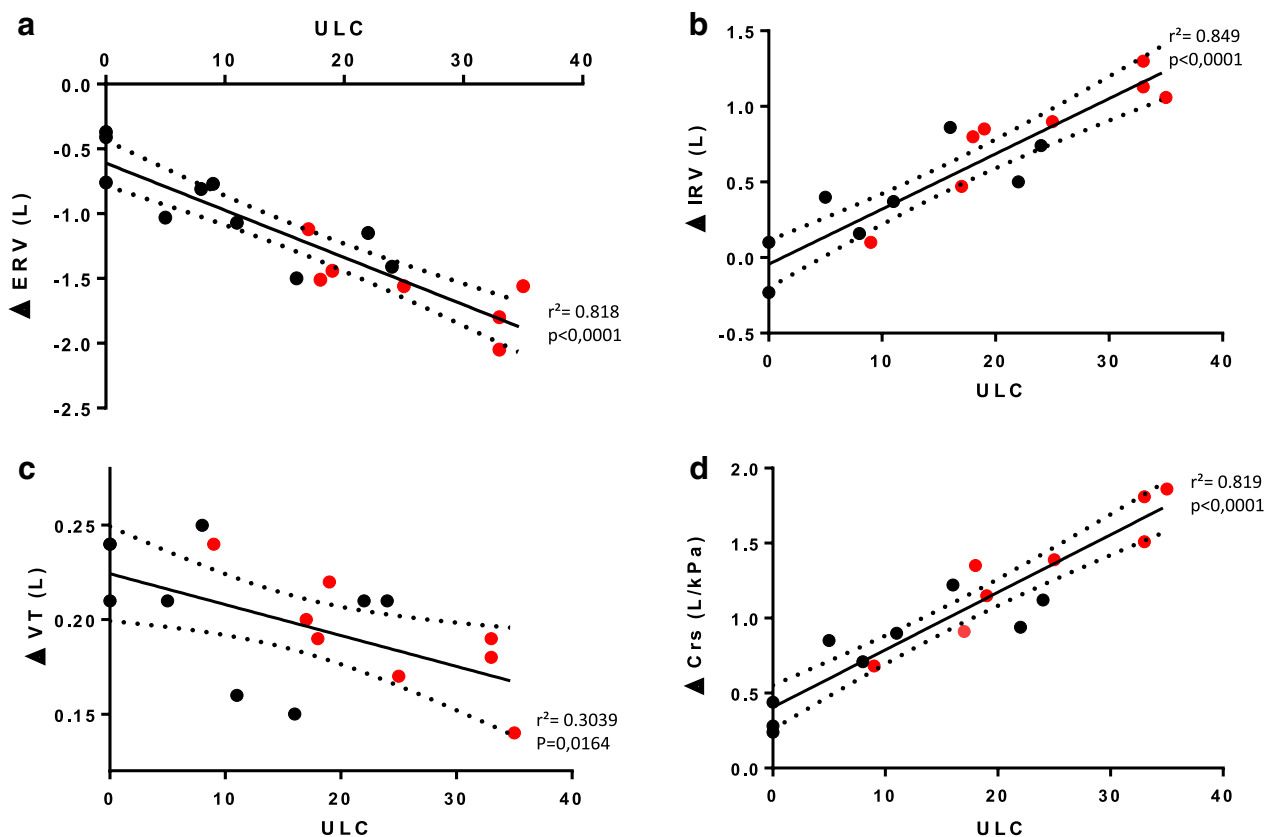 a
ULC
0 10 20 30 40
0.0
-0.5
-1.0
-1.5
-2.0
-2.5
▲ ERV (L)
r²= 0.818
p<0,0001
b
1.5
1.0
0.5
0.0
-0.5
▲ IRV (L)
r²= 0.849
p<0,0001
0 10 20 30 40
ULC
c
0.25
0.20
0.15
▲ VT (L)
r²= 0.3039
P=0,0164
0 10 20 30 40
ULC
d
2.0
1.5
1.0
0.5
0.0
▲ Crs (L/kPa)
r²= 0.819
p<0,0001
0 10 20 30 40
ULC